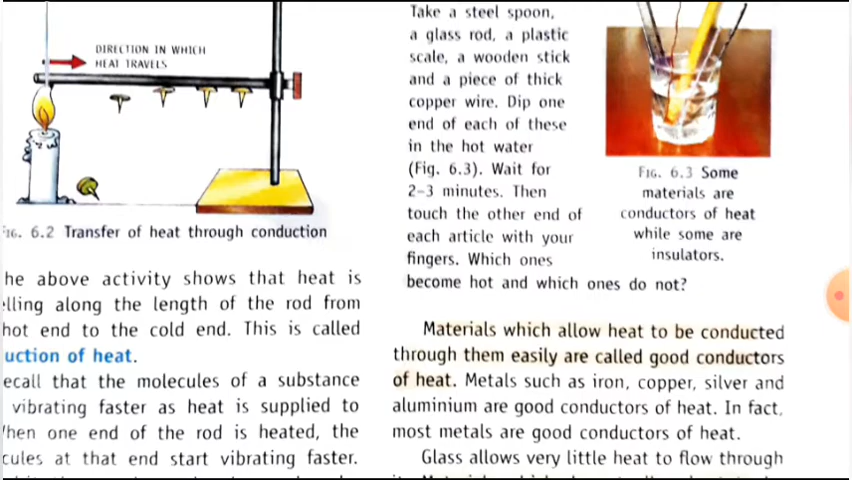 DIRECTION IN WHICH
HEAT TRAVELS
FIG. 6.2 Transfer of heat through conduction
he above activity shows that heat is
elling along the length of the rod from
hot end to the cold end. This is called
uction of heat.
ecall that the molecules of a substance
vibrating faster as heat is supplied to
hen one end of the rod is heated, the
cules at that end start vibrating faster.
Take a steel spoon,
a glass rod, a plastic
scale, a wooden stick
and a piece of thick
copper wire. Dip one
end of each of these
in the hot water
(Fig. 6.3). Wait for
2–3 minutes. Then
touch the other end of
each article with your
fingers. Which ones
become hot and which ones do not?
FIG. 6.3 Some
materials are
conductors of heat
while some are
insulators.
Materials which allow heat to be conducted
through them easily are called good conductors
of heat. Metals such as iron, copper, silver and
aluminium are good conductors of heat. In fact,
most metals are good conductors of heat.
Glass allows very little heat to flow through